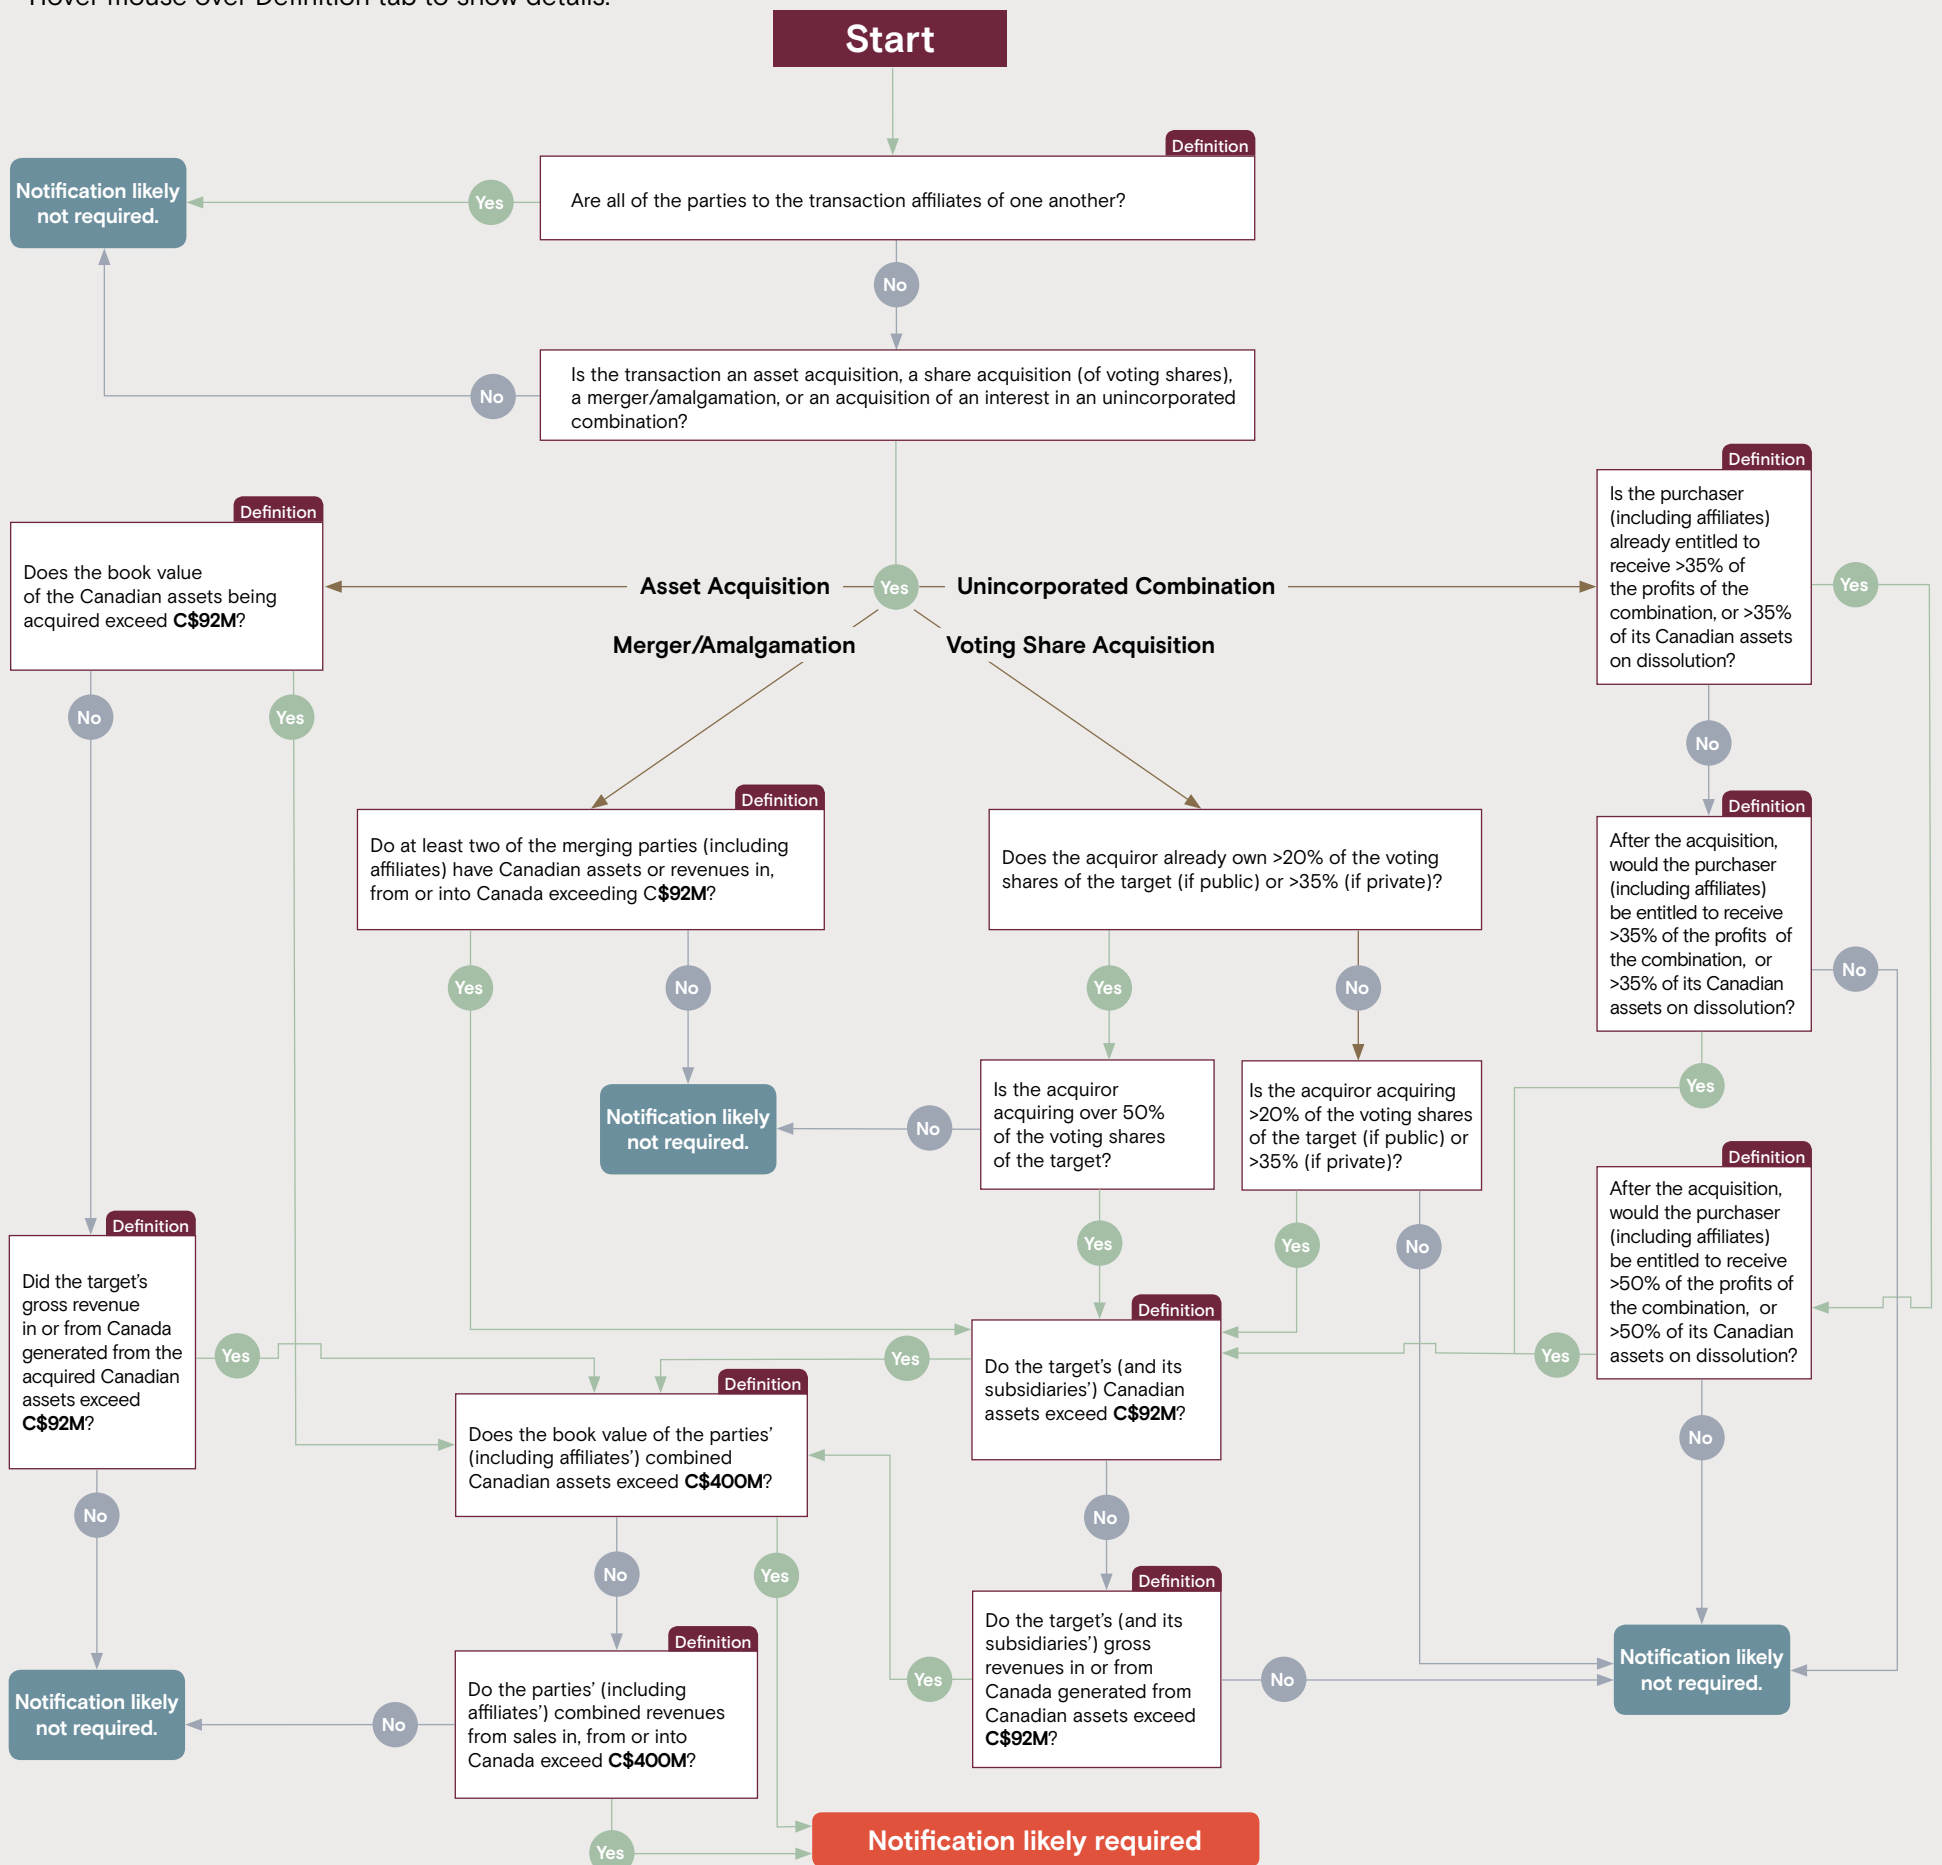 Hover mouse over Definition tab to show details.
Start
Definition
Are all of the parties to the transaction affiliates of one another?
Yes
Notification likely
not required.
No
Is the transaction an asset acquisition, a share acquisition (of voting shares),
a merger/amalgamation, or an acquisition of an interest in an unincorporated
combination?
No
Yes
Asset Acquisition
Unincorporated Combination
Merger/Amalgamation
Voting Share Acquisition
Definition
Does the book value
of the Canadian assets being
acquired exceed C$92M?
No
Yes
Definition
Is the purchaser
(including affiliates)
already entitled to
receive >35% of
the profits of the
combination, or >35%
of its Canadian assets
on dissolution?
Yes
No
Definition
Do at least two of the merging parties (including
affiliates) have Canadian assets or revenues in,
from or into Canada exceeding C$92M?
Yes
No
Notification likely
not required.
Does the acquiror already own >20% of the voting
shares of the target (if public) or >35% (if private)?
Yes
No
Definition
After the acquisition,
would the purchaser
(including affiliates)
be entitled to receive
>35% of the profits of
the combination, or
>35% of its Canadian
assets on dissolution?
No
Yes
Is the acquiror
acquiring over 50%
of the voting shares
of the target?
No
Yes
Is the acquiror acquiring
>20% of the voting shares
of the target (if public) or
>35% (if private)?
Yes
No
Definition
After the acquisition,
would the purchaser
(including affiliates)
be entitled to receive
>50% of the profits of
the combination, or
>50% of its Canadian
assets on dissolution?
Yes
No
Definition
Did the target's
gross revenue
in or from Canada
generated from the
acquired Canadian
assets exceed
C$92M?
Yes
No
Notification likely
not required.
Definition
Do the target's (and its
subsidiaries') Canadian
assets exceed C$92M?
Yes
No
Definition
Does the book value of the parties'
(including affiliates') combined
Canadian assets exceed C$400M?
No
Yes
Definition
Do the target's (and its
subsidiaries') gross
revenues in or from
Canada generated from
Canadian assets exceed
C$92M?
Yes
No
Notification likely
not required.
Definition
Do the parties' (including
affiliates') combined revenues
from sales in, from or into
Canada exceed C$400M?
No
Yes
Notification likely required